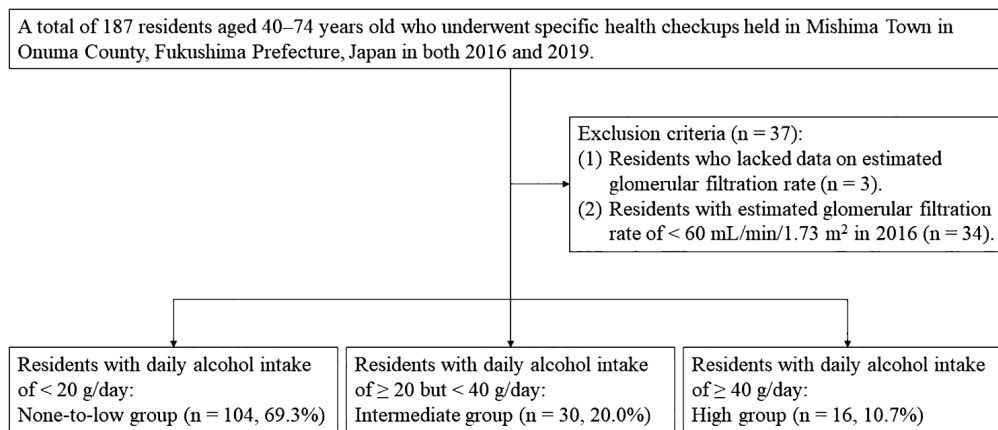 A total of 187 residents aged 40–74 years old who underwent specific health checkups held in Mishima Town in
Onuma County, Fukushima Prefecture, Japan in both 2016 and 2019.
Exclusion criteria (n = 37):
(1) Residents who lacked data on estimated
glomerular filtration rate (n = 3).
(2) Residents with estimated glomerular filtration
rate of < 60 mL/min/1.73 m² in 2016 (n = 34).
Residents with daily alcohol intake
of < 20 g/day:
None-to-low group (n = 104, 69.3%)
Residents with daily alcohol intake
of ≥ 20 but < 40 g/day:
Intermediate group (n = 30, 20.0%)
Residents with daily alcohol intake
of ≥ 40 g/day:
High group (n = 16, 10.7%)